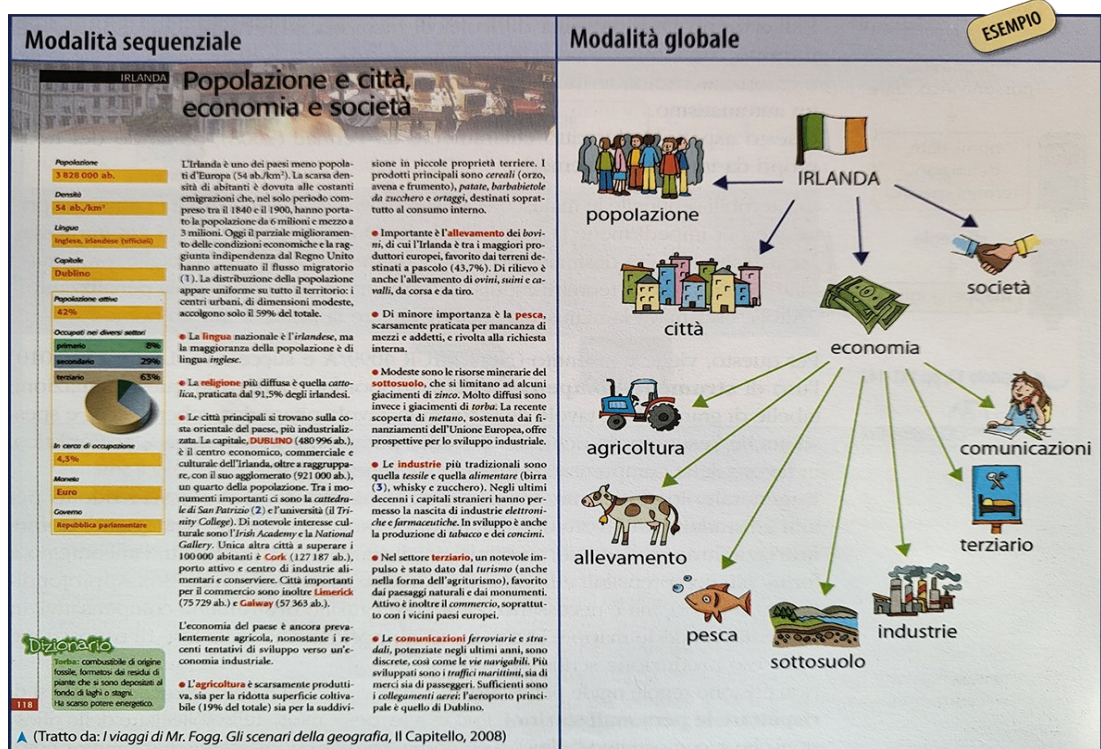 Modalità sequenziale
IRLANDA
Popolazione e città,
economia e società
Popolazione
3 828 000 ab.
Densità
54 ab./km²
Lingua
Inglese, irlandese (ufficiali)
Capitale
Dublino
Popolazione attiva
42%
Occupati nei diversi settori
primario 8%
secondario 29%
terziario 63%
In cerca di occupazione
4,3%
Moneta
Euro
Governo
Repubblica parlamentare
Dizionario
Torba: combustibile di origine
fossile, formatosi dai residui di
piante che si sono depositati al
fondo di laghi o stagni.
Ha scarso potere energetico.
118
L'Irlanda è uno dei paesi meno popola-
ti d'Europa (54 ab./km²). La scarsa den-
sità di abitanti è dovuta alle costanti
emigrazioni che, nel solo periodo com-
preso tra il 1840 e il 1900, hanno porta-
to la popolazione da 6 milioni e mezzo a
3 milioni. Oggi il parziale miglioramen-
to delle condizioni economiche e la rag-
giunta indipendenza dal Regno Unito
hanno attenuato il flusso migratorio
(1). La distribuzione della popolazione
appare uniforme su tutto il territorio: i
centri urbani, di dimensioni modeste,
accolgono solo il 59% del totale.
• La lingua nazionale è l'irlandese, ma
la maggioranza della popolazione è di
lingua inglese.
• La religione più diffusa è quella catto-
lica, praticata dal 91,5% degli irlandesi.
• Le città principali si trovano sulla co-
sta orientale del paese, più industrializ-
zata. La capitale, DUBLINO (480 996 ab.),
è il centro economico, commerciale e
culturale dell'Irlanda, oltre a raggruppa-
re, con il suo agglomerato (921 000 ab.),
un quarto della popolazione. Tra i mo-
numenti importanti ci sono la cattedra-
le di San Patrizio (2) e l'università (il Tri-
nity College). Di notevole interesse cul-
turale sono l'Irish Academy e la National
Gallery. Unica altra città a superare i
100 000 abitanti è Cork (127 187 ab.),
porto attivo e centro di industrie ali-
mentari e conserviere. Città importanti
per il commercio sono inoltre Limerick
(75 729 ab.) e Galway (57 363 ab.).
L'economia del paese è ancora preva-
lentemente agricola, nonostante i re-
centi tentativi di sviluppo verso un'e-
conomia industriale.
• L'agricoltura è scarsamente produtti-
va, sia per la ridotta superficie coltiva-
bile (19% del totale) sia per la suddivi-
sione in piccole proprietà terriere. I
prodotti principali sono cereali (orzo,
avena e frumento), patate, barbabietole
da zucchero e ortaggi, destinati soprat-
tutto al consumo interno.
• Importante è l'allevamento dei bovi-
ni, di cui l'Irlanda è tra i maggiori pro-
duttori europei, favorito dai terreni de-
stinati a pascolo (43,7%). Di rilievo è
anche l'allevamento di ovini, suini e ca-
valli, da corsa e da tiro.
• Di minore importanza è la pesca,
scarsamente praticata per mancanza di
mezzi e addetti, e rivolta alla richiesta
interna.
• Modeste sono le risorse minerarie del
sottosuolo, che si limitano ad alcuni
giacimenti di zinco. Molto diffusi sono
invece i giacimenti di torba. La recente
scoperta di metano, sostenuta dai fi-
nanziamenti dell'Unione Europea, offre
prospettive per lo sviluppo industriale.
• Le industrie più tradizionali sono
quella tessile e quella alimentare (birra
(3), whisky e zucchero). Negli ultimi
decenni i capitali stranieri hanno per-
messo la nascita di industrie elettroni-
che e farmaceutiche. In sviluppo è anche
la produzione di tabacco e dei concimi.
• Nel settore terziario, un notevole im-
pulso è stato dato dal turismo (anche
nella forma dell'agriturismo), favorito
dai paesaggi naturali e dai monumenti.
Attivo è inoltre il commercio, soprattut-
to con i vicini paesi europei.
• Le comunicazioni ferroviarie e stra-
dali, potenziate negli ultimi anni, sono
discrete, così come le vie navigabili. Più
sviluppati sono i traffici marittimi, sia di
merci sia di passeggeri. Sufficienti sono
i collegamenti aerei: l'aeroporto princi-
pale è quello di Dublino.
(Tratto da: I viaggi di Mr. Fogg. Gli scenari della geografia, Il Capitello, 2008)
Modalità globale
ESEMPIO
IRLANDA
popolazione
città
economia
società
agricoltura
allevamento
pesca
sottosuolo
industrie
terziario
comunicazioni